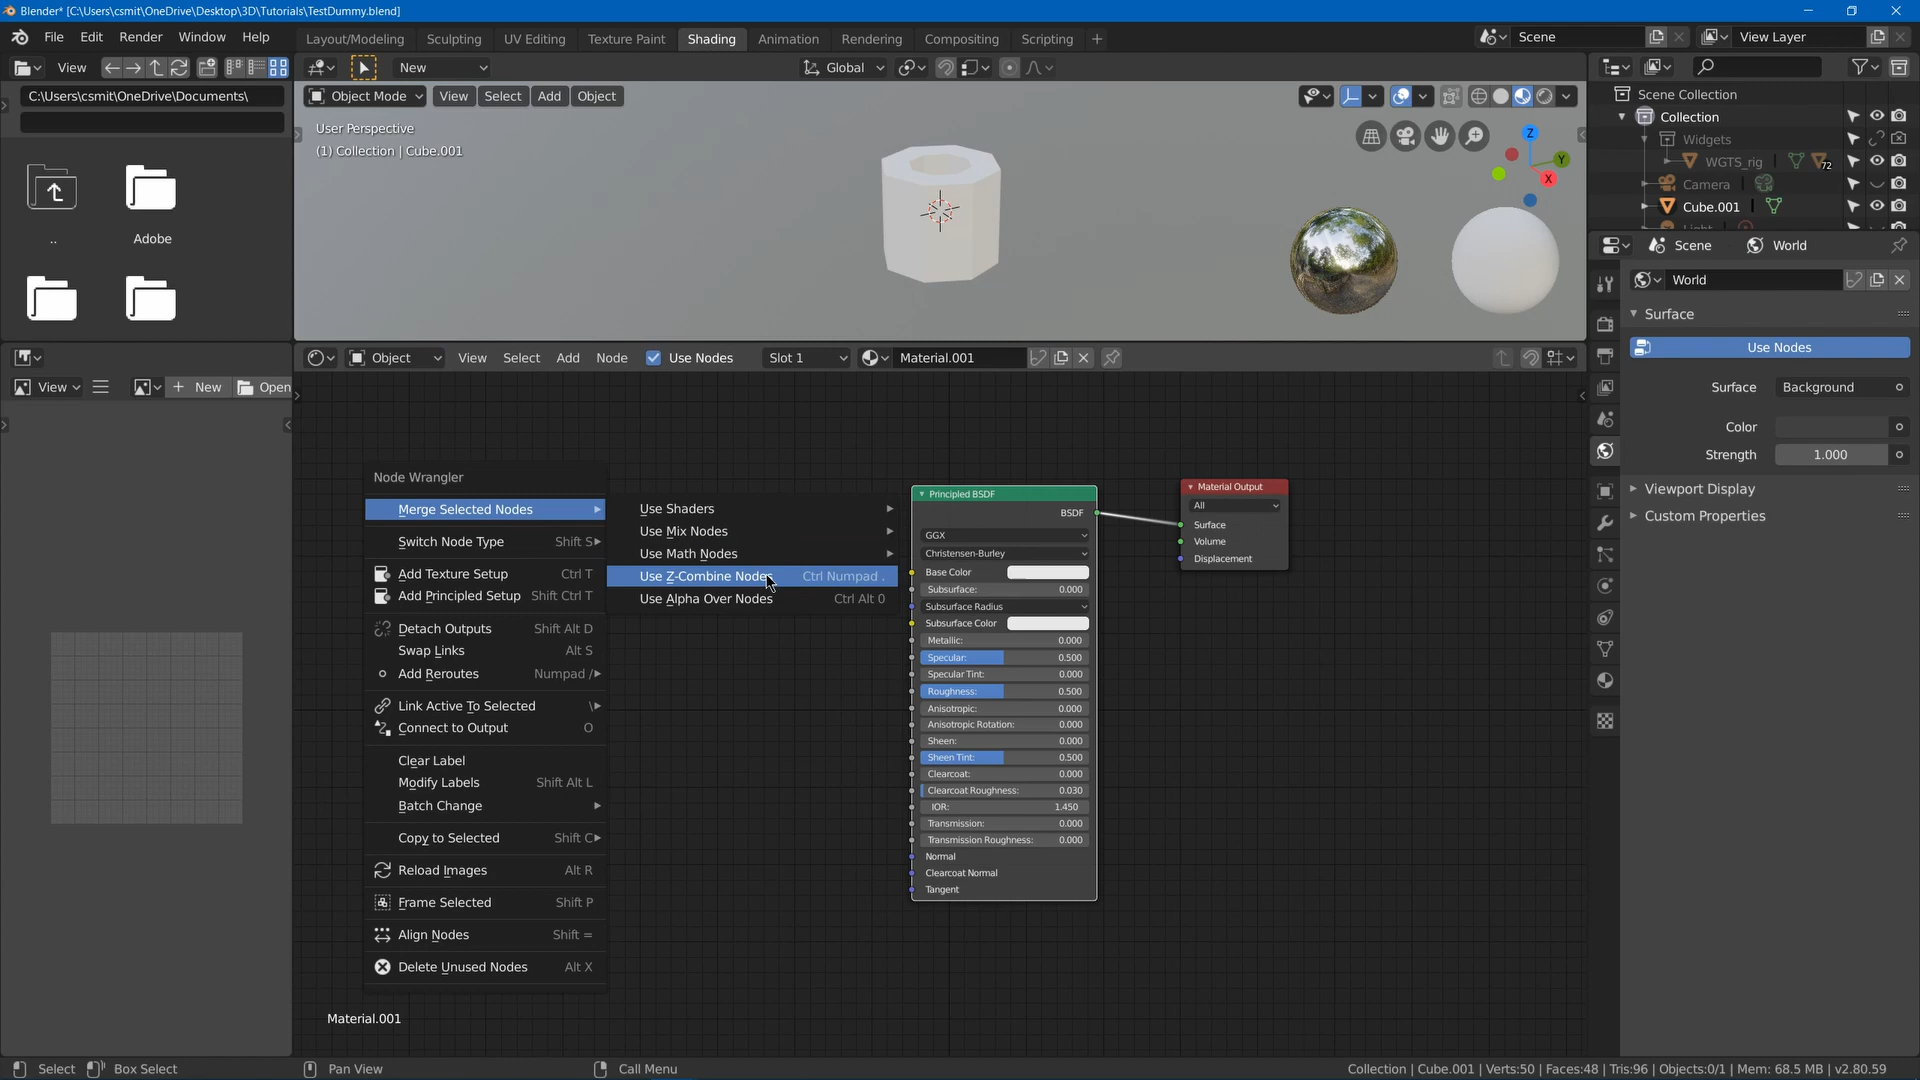 Blender* [C:\Users\csmit\OneDrive\Desktop\3D\Tutorials\TestDummy.blend]
File Edit Render Window Help Layout/Modeling Sculpting UV Editing Texture Paint Shading Animation Rendering Compositing Scripting + Scene View Layer
View New Global
C:\Users\csmit\OneDrive\Documents\
..
Adobe
Object Mode View Select Add Object
User Perspective
(1) Collection | Cube.001
Z
Y
X
Scene Collection
Collection
Widgets
WGTS_rig 72
Camera
Cube.001
Scene World
World
Surface
Use Nodes
Surface Background
Color
Strength 1.000
Viewport Display
Custom Properties
View + New Open
Object View Select Add Node Use Nodes Slot 1 Material.001
Node Wrangler
Merge Selected Nodes
Switch Node Type Shift S
Add Texture Setup Ctrl T
Add Principled Setup Shift Ctrl T
Detach Outputs Shift Alt D
Swap Links Alt S
Add Reroutes Numpad /
Link Active To Selected \
Connect to Output O
Clear Label
Modify Labels Shift Alt L
Batch Change
Copy to Selected Shift C
Reload Images Alt R
Frame Selected Shift P
Align Nodes Shift =
Delete Unused Nodes Alt X
Use Shaders
Use Mix Nodes
Use Math Nodes
Use Z-Combine Nodes Ctrl Numpad .
Use Alpha Over Nodes Ctrl Alt 0
Principled BSDF
BSDF
GGX
Christensen-Burley
Base Color
Subsurface: 0.000
Subsurface Radius
Subsurface Color
Metallic: 0.000
Specular: 0.500
Specular Tint: 0.000
Roughness: 0.500
Anisotropic: 0.000
Anisotropic Rotation: 0.000
Sheen: 0.000
Sheen Tint: 0.500
Clearcoat: 0.000
Clearcoat Roughness: 0.030
IOR: 1.450
Transmission: 0.000
Transmission Roughness: 0.000
Normal
Clearcoat Normal
Tangent
Material Output
All
Surface
Volume
Displacement
Material.001
Select Box Select Pan View Call Menu Collection | Cube.001 | Verts:50 | Faces:48 | Tris:96 | Objects:0/1 | Mem: 68.5 MB | v2.80.59